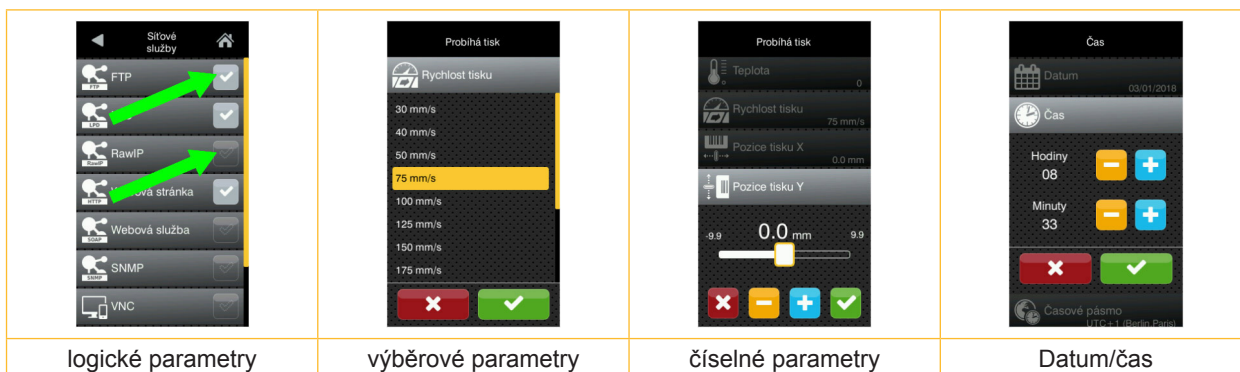 Síťové
služby
FTP
FTP
LPD
RawIP
RawIP
stránka
HTTP
Webová služba
SOAP
SNMP
SNMP
VNC
logické parametry
Probíhá tisk
Rychlost tisku
30 mm/s
40 mm/s
50 mm/s
75 mm/s
100 mm/s
125 mm/s
150 mm/s
175 mm/s
výběrové parametry
Probíhá tisk
Teplota
0
Rychlost tisku
75 mm/s
Pozice tisku X
0.0 mm
Pozice tisku Y
-9.9 0.0 mm 9.9
číselné parametry
Čas
Datum
03/01/2018
Čas
Hodiny
08
Minuty
33
Časové pásmo
UTC+1 (Berlin,Paris)
Datum/čas